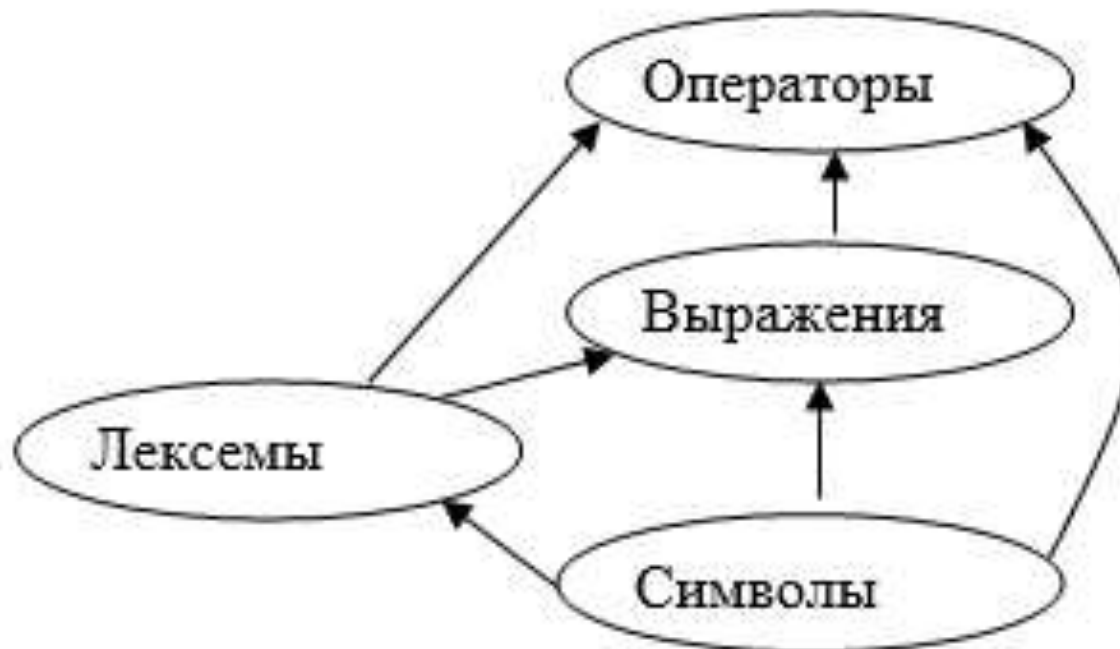 Операторы
Выражения
Лексемы
Символы